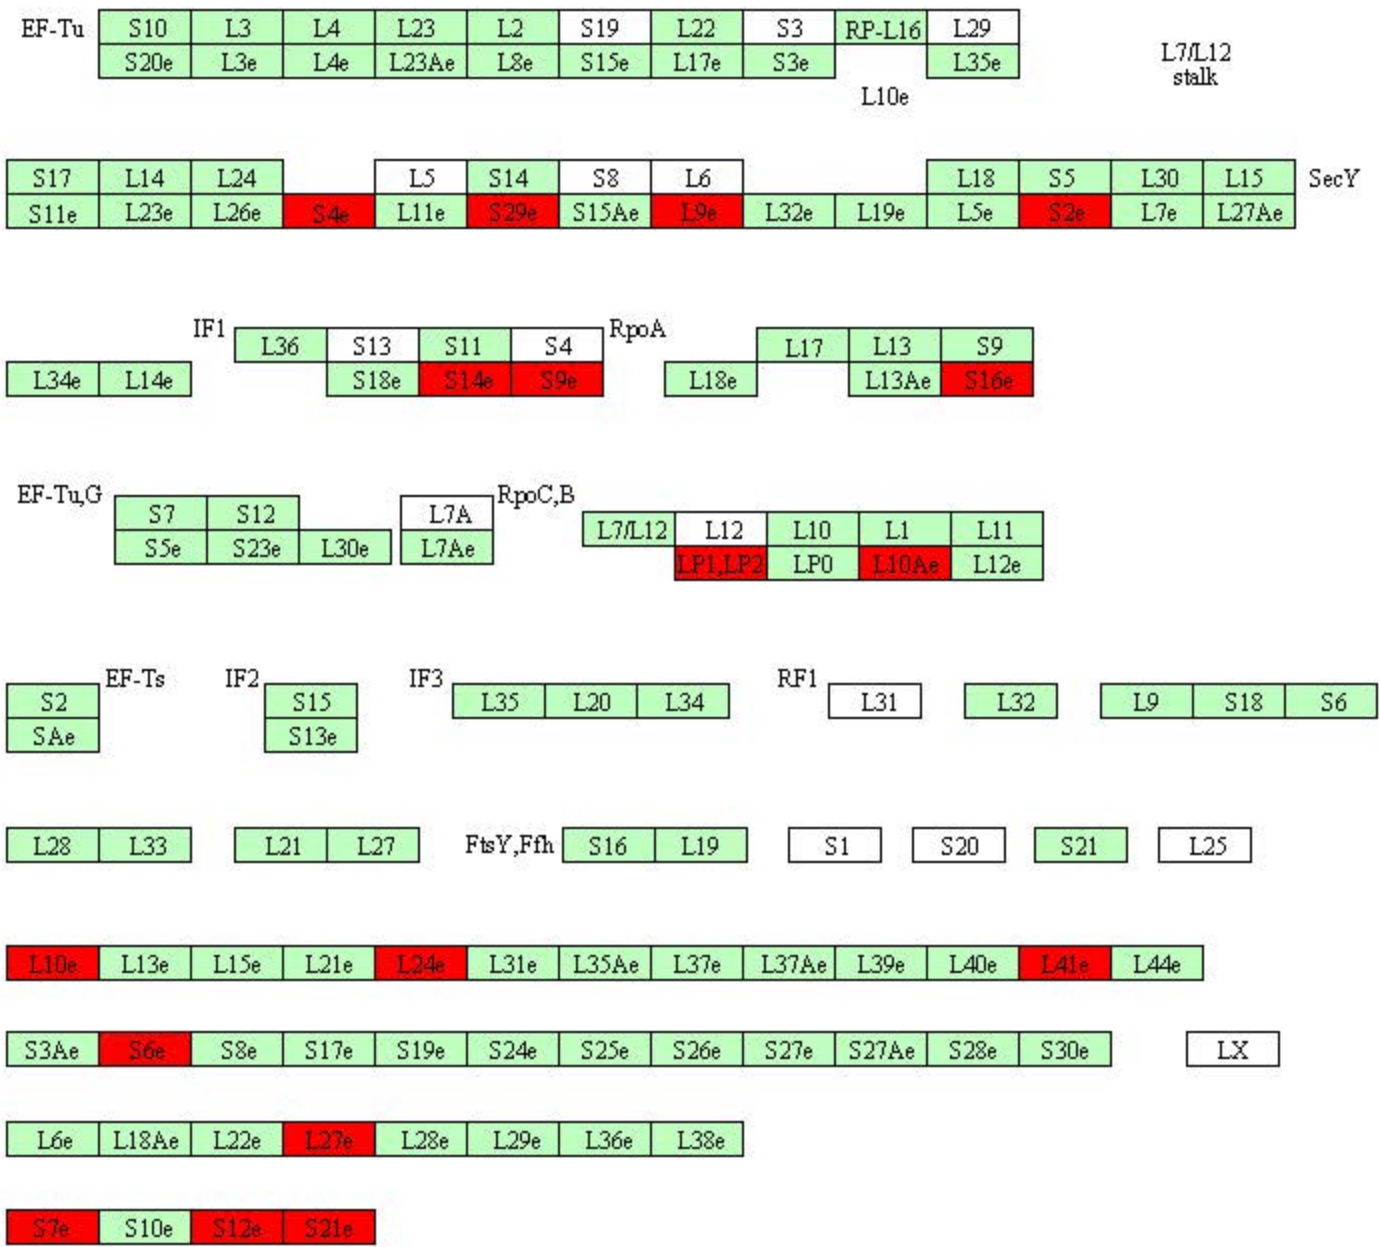 EF-Tu S10 L3 L4 L23 L2 S19 L22 S3 RP-L16 L29
S20e L3e L4e L23Ae L8e S15e L17e S3e L35e
L10e
L7/L12
stalk
S17 L14 L24 L5 S14 S8 L6 L18 S5 L30 L15 SecY
S11e L23e L26e S4e L11e S29e S15Ae L9e L32e L19e L5e S2e L7e L27Ae
IF1 L36 S13 S11 S4 RpoA L17 L13 S9
L34e L14e S18e S14e S9e L18e L13Ae S16e
EF-Tu,G S7 S12 L7A RpoC,B L7/L12 L12 L10 L1 L11
S5e S23e L30e L7Ae LP1,LP2 LP0 L10Ae L12e
S2 EF-Ts IF2 S15 IF3 L35 L20 L34 RF1 L31 L32 L9 S18 S6
SAe S13e
L28 L33 L21 L27 FtsY,Ffh S16 L19 S1 S20 S21 L25
L10e L13e L15e L21e L24e L31e L35Ae L37e L37Ae L39e L40e L41e L44e
S3Ae S6e S8e S17e S19e S24e S25e S26e S27e S27Ae S28e S30e LX
L6e L18Ae L22e L27e L28e L29e L36e L38e
S7e S10e S12e S21e